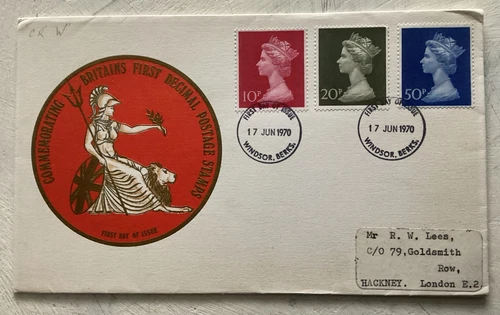 COMMEMORATING BRITAINS FIRST DECIMAL POSTAGE STAMPS
FIRST DAY OF ISSUE
10P
20P
50P
FIRST DAY OF ISSUE
17 JUN 1970
WINDSOR, BERKS.
FIRST DAY OF ISSUE
17 JUN 1970
WINDSOR, BERKS.
Mr R. W. Lees,
C/O 79,Goldsmith
Row,
HACKNEY. London E.2